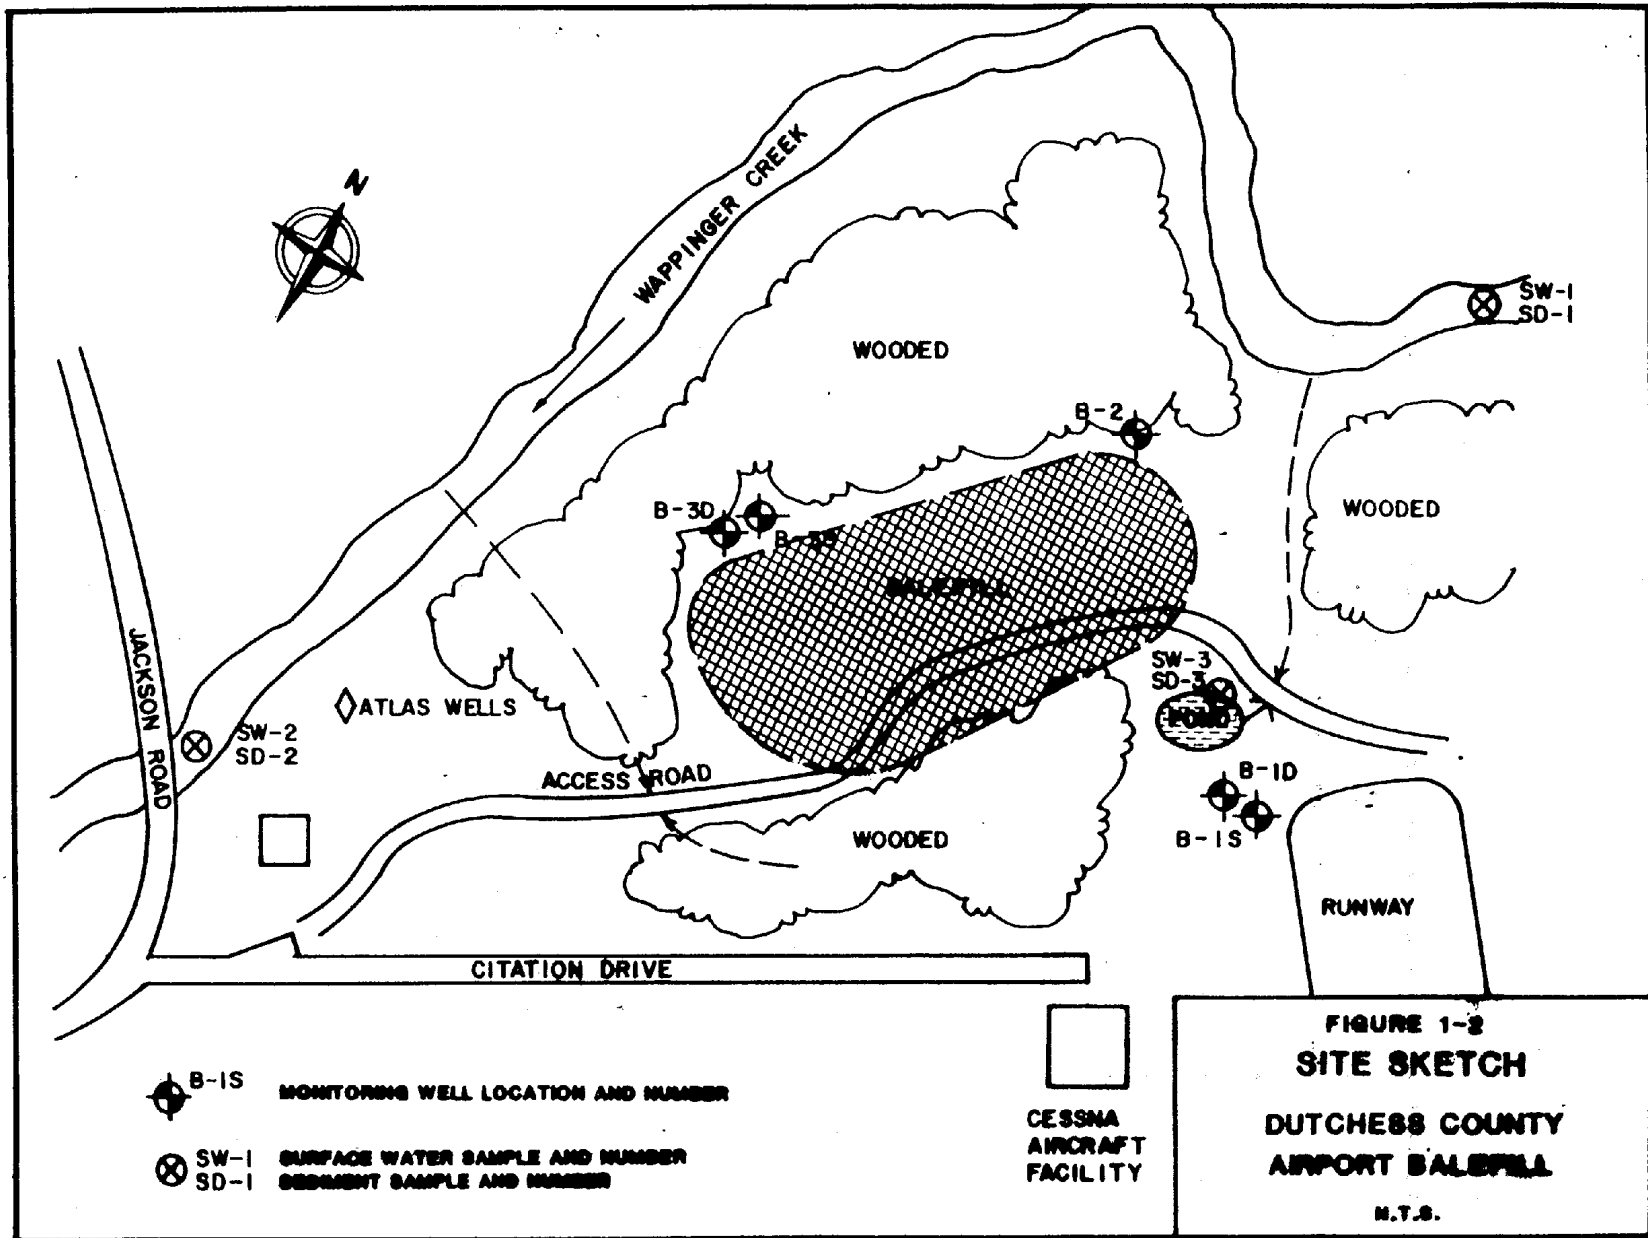 N
WAPPINGER CREEK
SW-1
SD-1
WOODED
B-2
WOODED
B-3D
B-3S
BALEFILL
JACKSON ROAD
SW-3
SD-3
ATLAS WELLS
POND
SW-2
SD-2
ACCESS ROAD
B-1D
B-1S
WOODED
RUNWAY
CITATION DRIVE
FIGURE 1-2
SITE SKETCH
DUTCHESS COUNTY
AIRPORT BALEFILL
N.T.S.
CESSNA
AIRCRAFT
FACILITY
B-1S
MONITORING WELL LOCATION AND NUMBER
SW-1 SURFACE WATER SAMPLE AND NUMBER
SD-1 SEDIMENT SAMPLE AND NUMBER